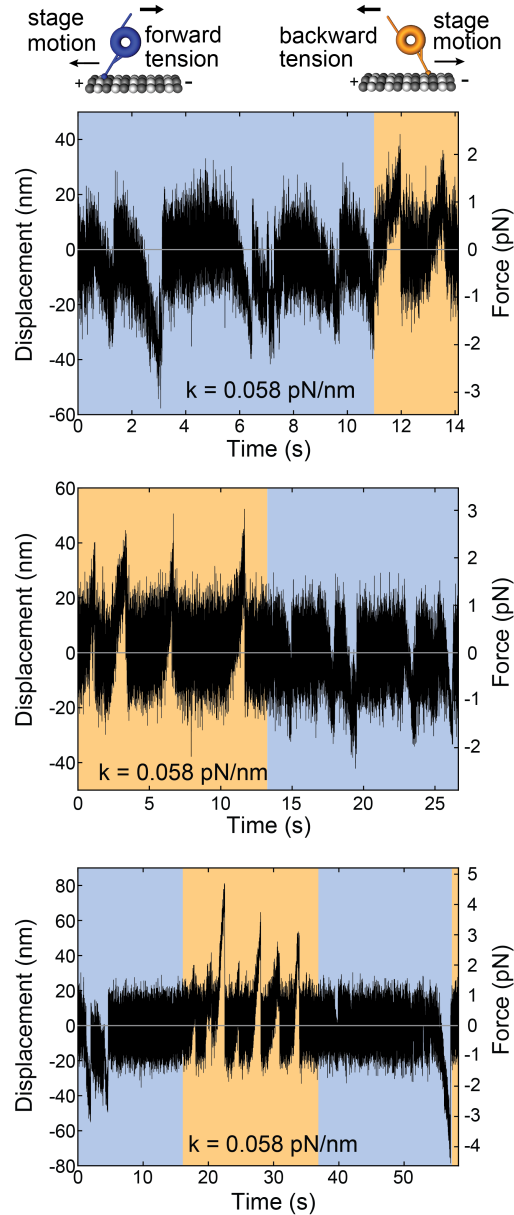 stage motion
forward tension
backward tension
stage motion
+ -
+ -
Displacement (nm)
40
20
0
-20
-40
-60
Force (pN)
2
1
0
-1
-2
-3
k = 0.058 pN/nm
0 2 4 6 8 10 12 14
Time (s)
Displacement (nm)
60
40
20
0
-20
-40
Force (pN)
3
2
1
0
-1
-2
k = 0.058 pN/nm
0 5 10 15 20 25
Time (s)
Displacement (nm)
80
60
40
20
0
-20
-40
-60
-80
Force (pN)
5
4
3
2
1
0
-1
-2
-3
-4
k = 0.058 pN/nm
0 10 20 30 40 50
Time (s)